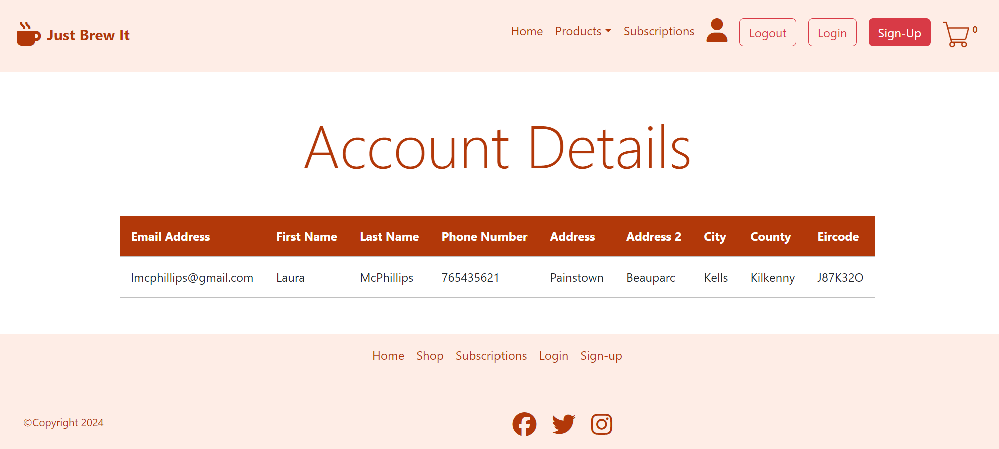 Just Brew It
Home Products Subscriptions Logout Login Sign-Up 0
Account Details
Email Address First Name Last Name Phone Number Address Address 2 City County Eircode
lmcphillips@gmail.com Laura McPhillips 765435621 Painstown Beauparc Kells Kilkenny J87K32O
Home Shop Subscriptions Login Sign-up
©Copyright 2024